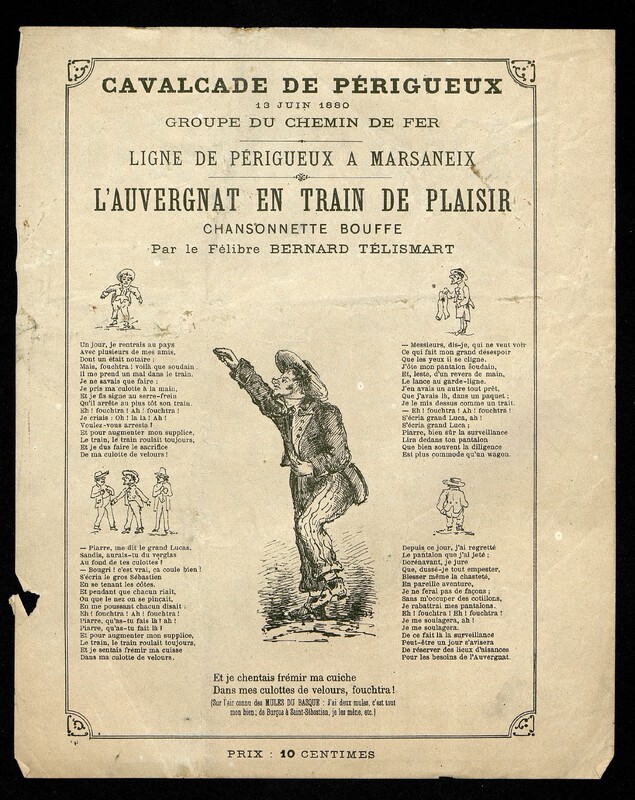 CAVALCADE DE PÉRIGUEUX
13 JUIN 1880
GROUPE DU CHEMIN DE FER
LIGNE DE PÉRIGUEUX A MARSANEIX
L'AUVERGNAT EN TRAIN DE PLAISIR
CHANSONNETTE BOUFFE
Par le Félibre BERNARD TÉLISMART
Un jour, je rentrais au pays
Avec plusieurs de mes amis,
Dont un était notaire ;
Mais, fouchtra ! voilà que soudain
Il me prend un mal dans le train.
Je ne savais que faire :
Je pris ma culotte à la main,
Et je fis signe au serre-frein
Qu'il arrête au plus tôt son train.
Eh ! fouchtra ! Ah ! fouchtra !
Je criais : Oh ! la la ! Ah !
Voulez-vous arrester !
Et pour augmenter mon supplice,
Le train, le train roulait toujours,
Et je dus faire le sacrifice
De ma culotte de velours !
— Piarre, me dit le grand Lucas,
Sandis, aurais-tu du verglas
Au fond de tes culottes ?
— Bougri ! c'est vrai, ça coule bien !
S'écria le gros Sébastien
En se tenant les côtes.
Et pendant que chacun riait,
Ou que le nez on se pinçait,
En me poussant chacun disait :
Eh ! fouchtra ! Ah ! fouchtra !
Piarre, qu'as-tu fais là ! ah !
Piarre, qu'as-tu fait là !
Et pour augmenter mon supplice,
Le train, le train roulait toujours,
Et je sentais frémir ma cuisse
Dans ma culotte de velours.
— Messieurs, dis-je, qui ne veut voir
Ce qui fait mon grand désespoir
Que les yeux il se cligne.
J'ôte mon pantalon soudain,
Et, leste, d'un revers de main,
Le lance au garde-ligne.
J'en avais un autre tout prêt,
Que j'avais là, dans un paquet ;
Je le mis dessus comme un trait.
— Eh ! fouchtra ! Ah ! fouchtra !
S'écria grand Luca, ah !
S'écria grand Luca ;
Piarre, bien sûr la surveillance
Lira dedans ton pantalon
Que bien souvent la diligence
Est plus commode qu'un wagon.
Depuis ce jour, j'ai regretté
Le pantalon que j'ai jeté ;
Dorénavant, je jure
Que, dussé-je tout empester,
Blesser même la chasteté,
En pareille aventure,
Je ne ferai pas de façons ;
Sans m'occuper des cotillons,
Je rabattrai mes pantalons.
Eh ! fouchtra ! Eh ! fouchtra !
Je me soulagera, ah !
Je me soulagera.
De ce fait là la surveillance
Peut-être un jour s'avisera
De réserver des lieux d'aisances
Pour les besoins de l'Auvergnat.
Et je chentais frémir ma cuiche
Dans mes culottes de velours, fouchtra !
(Sur l'air connu des MULES DU BASQUE : J'ai deux mules, c'est tout
mon bien ; de Burgus à Saint-Sébastien, je les mène, etc.)
PRIX : 10 CENTIMES